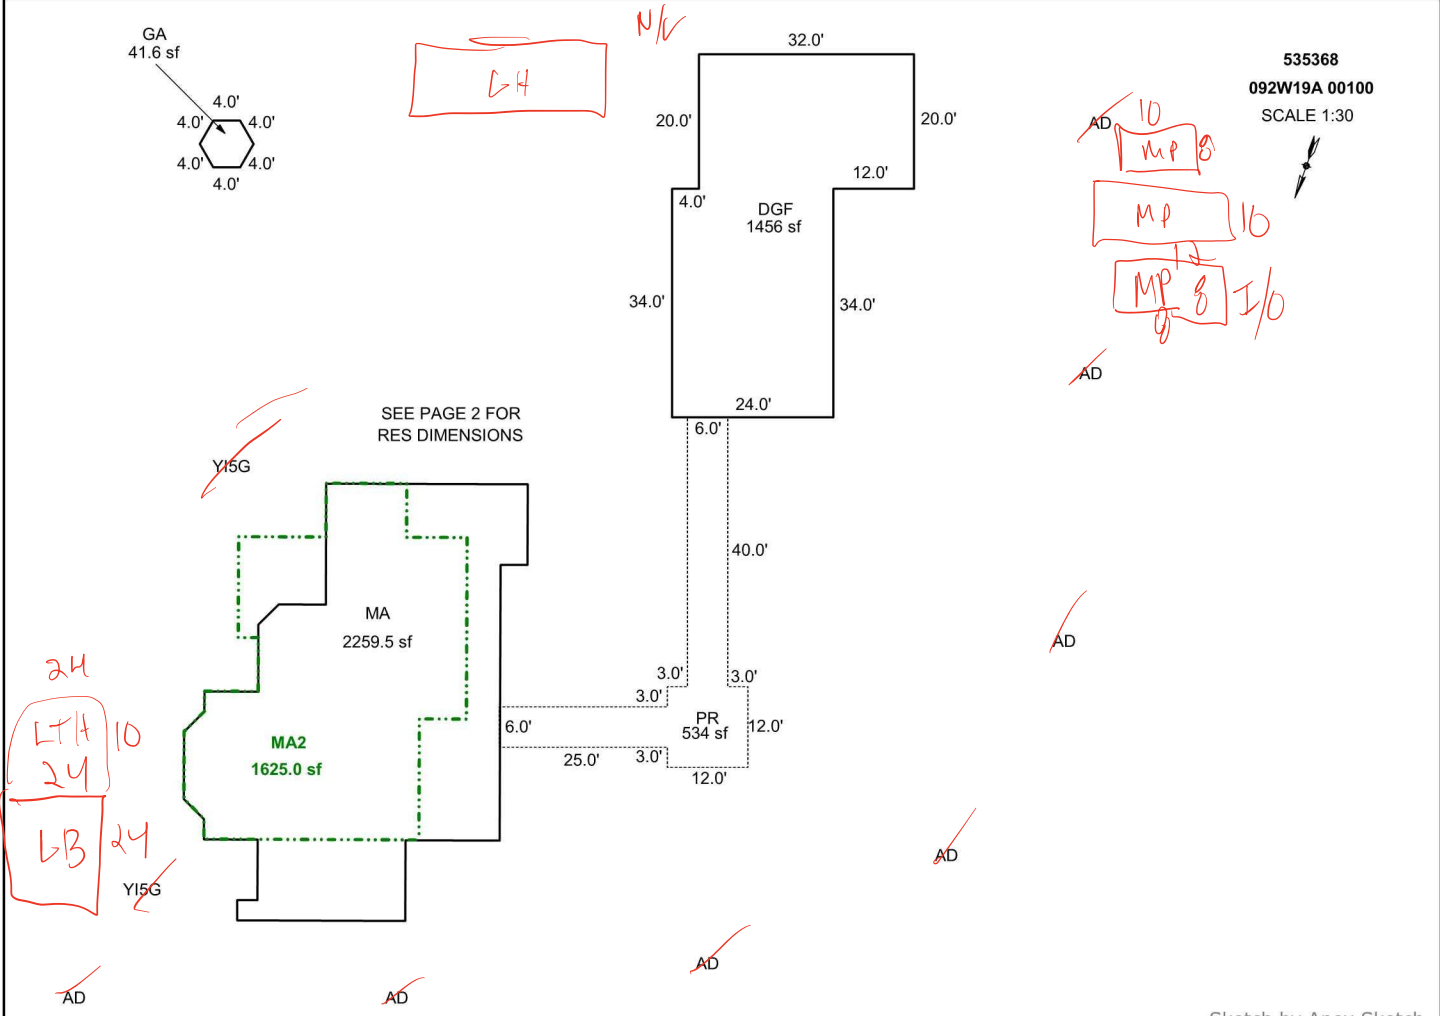 GA
41.6 sf
4.0'
4.0'
4.0'
4.0'
4.0'
4.0'
GH
N/V
32.0'
20.0'
20.0'
12.0'
4.0'
DGF
1456 sf
34.0'
34.0'
24.0'
6.0'
535368
092W19A 00100
SCALE 1:30
AD
10
MP
8
MP
10
12
MP
8
I/O
8
AD
SEE PAGE 2 FOR
RES DIMENSIONS
YI5G
40.0'
MA
2259.5 sf
AD
3.0'
3.0'
3.0'
6.0'
PR
534 sf
12.0'
25.0'
3.0'
12.0'
MA2
1625.0 sf
24
LTH
10
24
GB
24
YI5G
AD
AD
AD
AD